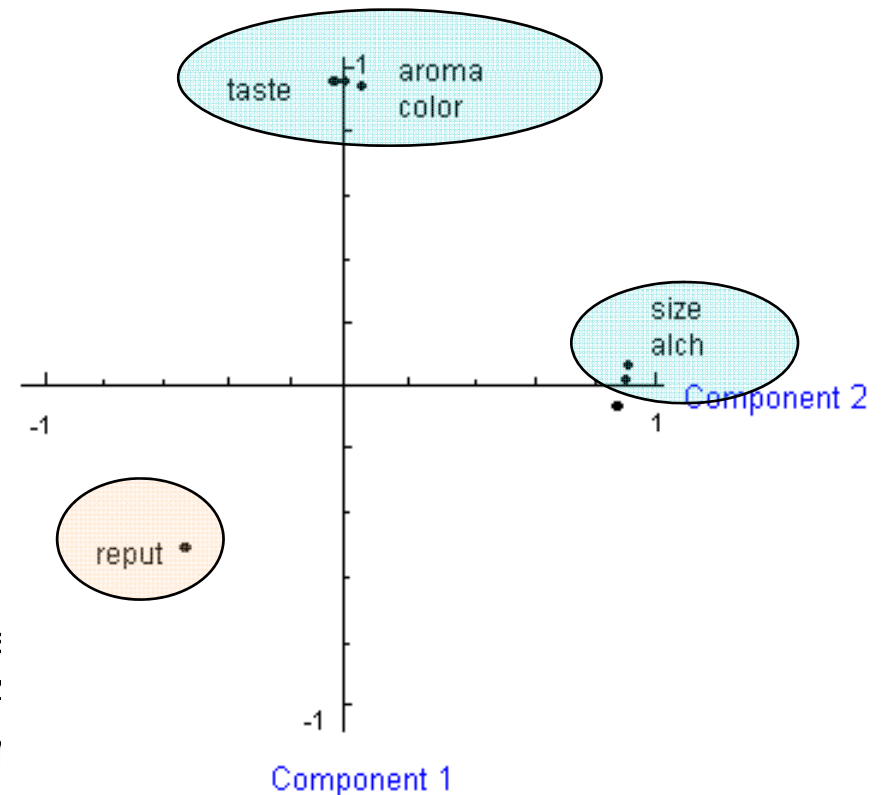 1
taste
aroma
color
size
alch
Component 2
-1
1
reput
-1
Component 1